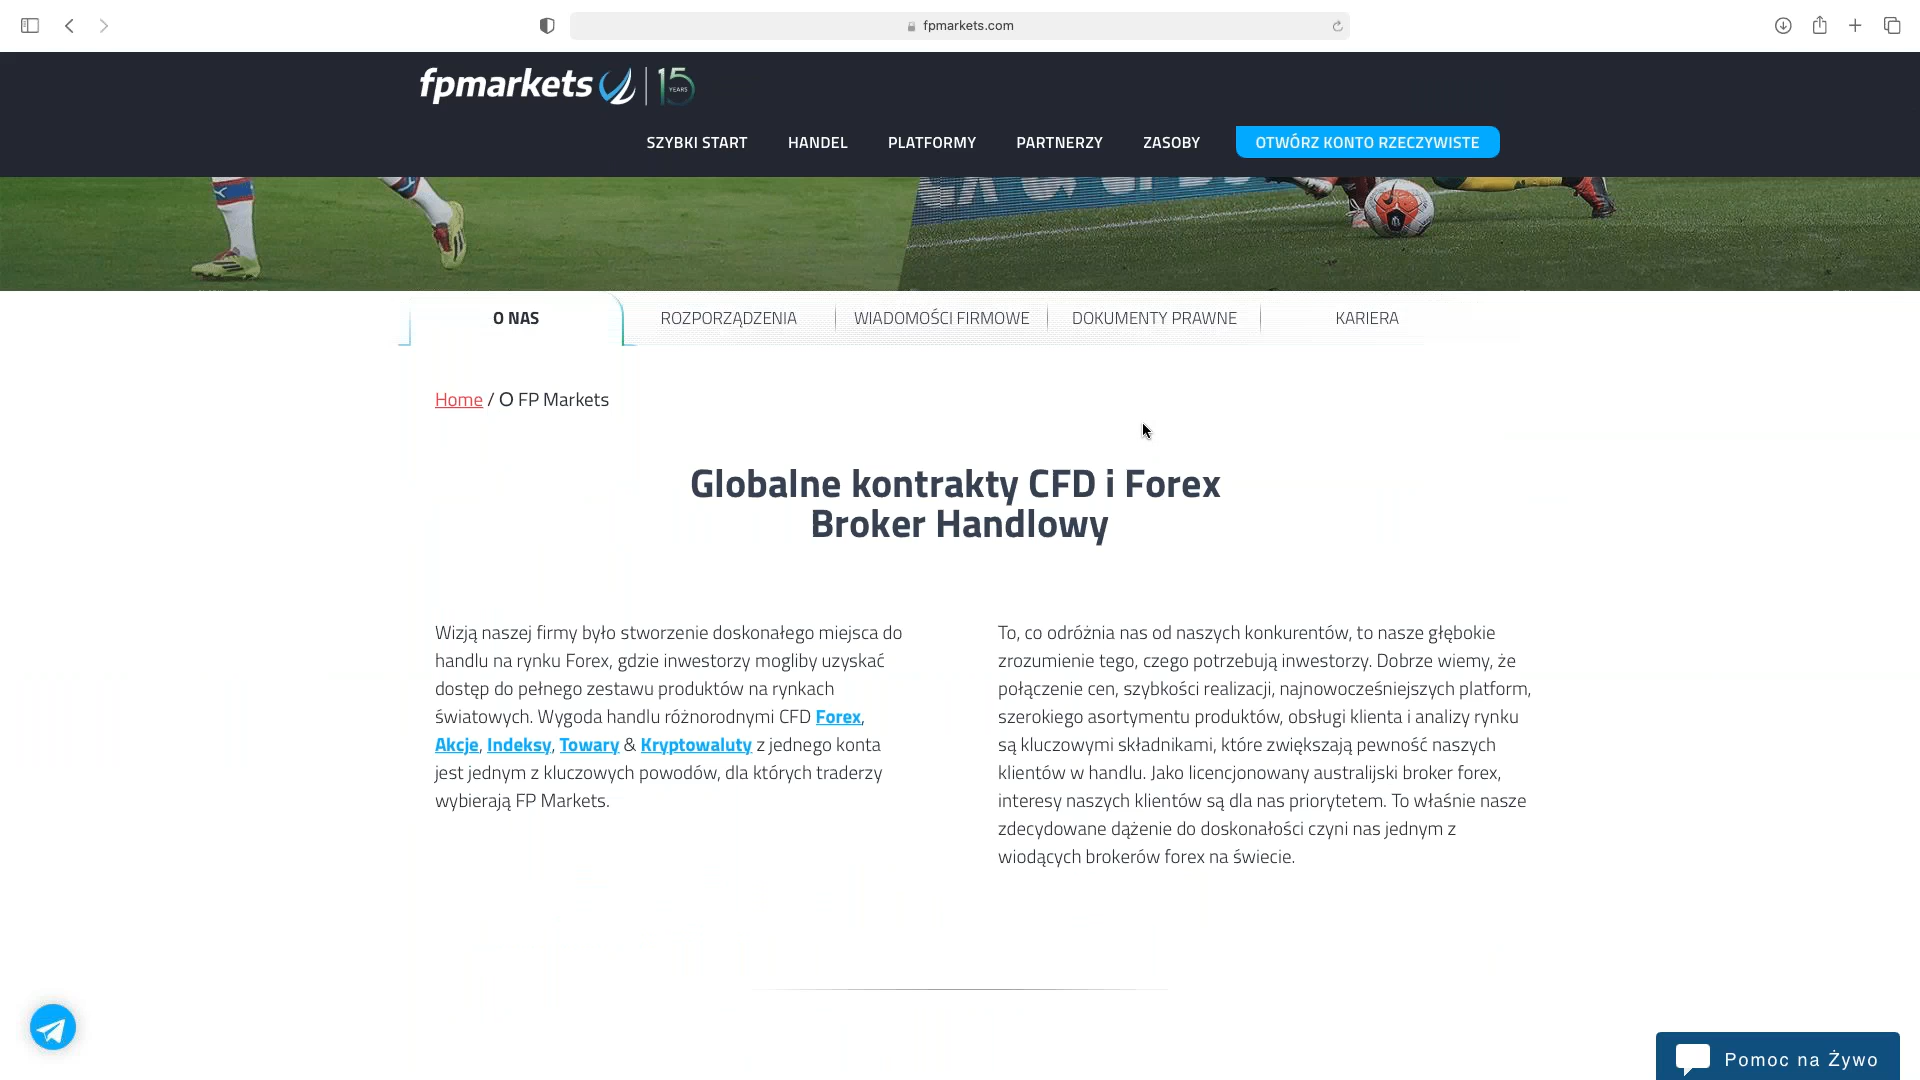 fpmarkets.com
fpmarkets 15 YEARS
SZYBKI START HANDEL PLATFORMY PARTNERZY ZASOBY OTWÓRZ KONTO RZECZYWISTE
O NAS ROZPORZĄDZENIA WIADOMOŚCI FIRMOWE DOKUMENTY PRAWNE KARIERA
Home / O FP Markets
Globalne kontrakty CFD i Forex
Broker Handlowy
Wizją naszej firmy było stworzenie doskonałego miejsca do
handlu na rynku Forex, gdzie inwestorzy mogliby uzyskać
dostęp do pełnego zestawu produktów na rynkach
światowych. Wygoda handlu różnorodnymi CFD Forex,
Akcje, Indeksy, Towary & Kryptowaluty z jednego konta
jest jednym z kluczowych powodów, dla których traderzy
wybierają FP Markets.
To, co odróżnia nas od naszych konkurentów, to nasze głębokie
zrozumienie tego, czego potrzebują inwestorzy. Dobrze wiemy, że
połączenie cen, szybkości realizacji, najnowocześniejszych platform,
szerokiego asortymentu produktów, obsługi klienta i analizy rynku
są kluczowymi składnikami, które zwiększają pewność naszych
klientów w handlu. Jako licencjonowany australijski broker forex,
interesy naszych klientów są dla nas priorytetem. To właśnie nasze
zdecydowane dążenie do doskonałości czyni nas jednym z
wiodących brokerów forex na świecie.
Pomoc na Żywo